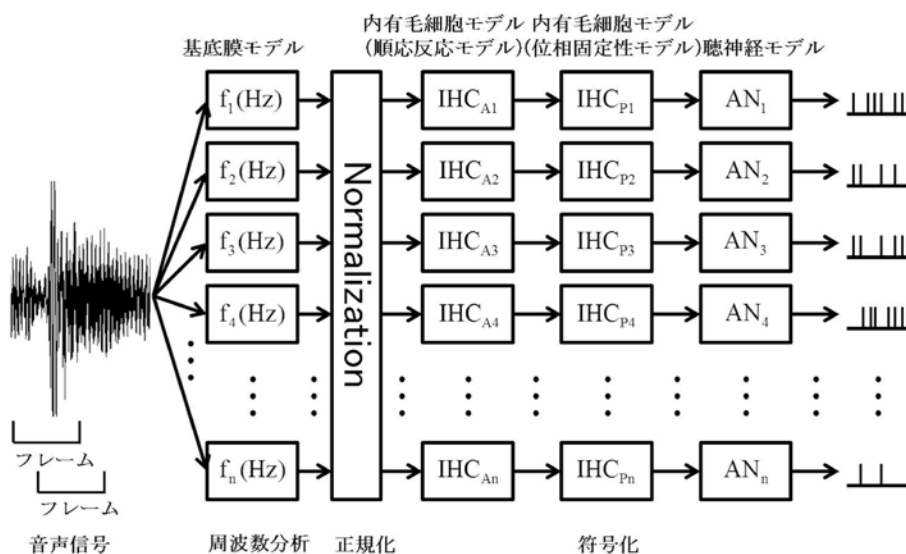 内有毛細胞モデル 内有毛細胞モデル
基底膜モデル (順応反応モデル)(位相固定性モデル)聴神経モデル
f1(Hz) IHCA1 IHCP1 AN1
f2(Hz) IHCA2 IHCP2 AN2
f3(Hz) IHCA3 IHCP3 AN3
f4(Hz) IHCA4 IHCP4 AN4
Normalization
fn(Hz) IHCAn IHCPn ANn
フレーム
フレーム
音声信号 周波数分析 正規化 符号化